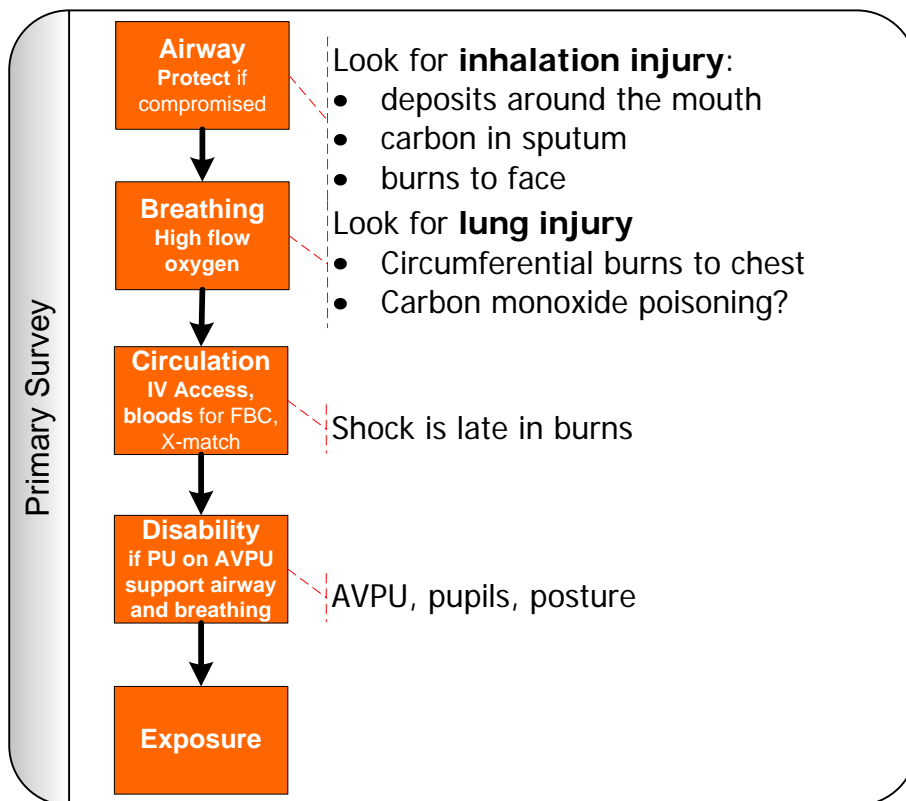 Primary Survey
Airway
Protect if
compromised
Look for inhalation injury:
• deposits around the mouth
• carbon in sputum
• burns to face
Breathing
High flow
oxygen
Look for lung injury
• Circumferential burns to chest
• Carbon monoxide poisoning?
Circulation
IV Access,
bloods for FBC,
X-match
Shock is late in burns
Disability
if PU on AVPU
support airway
and breathing
AVPU, pupils, posture
Exposure